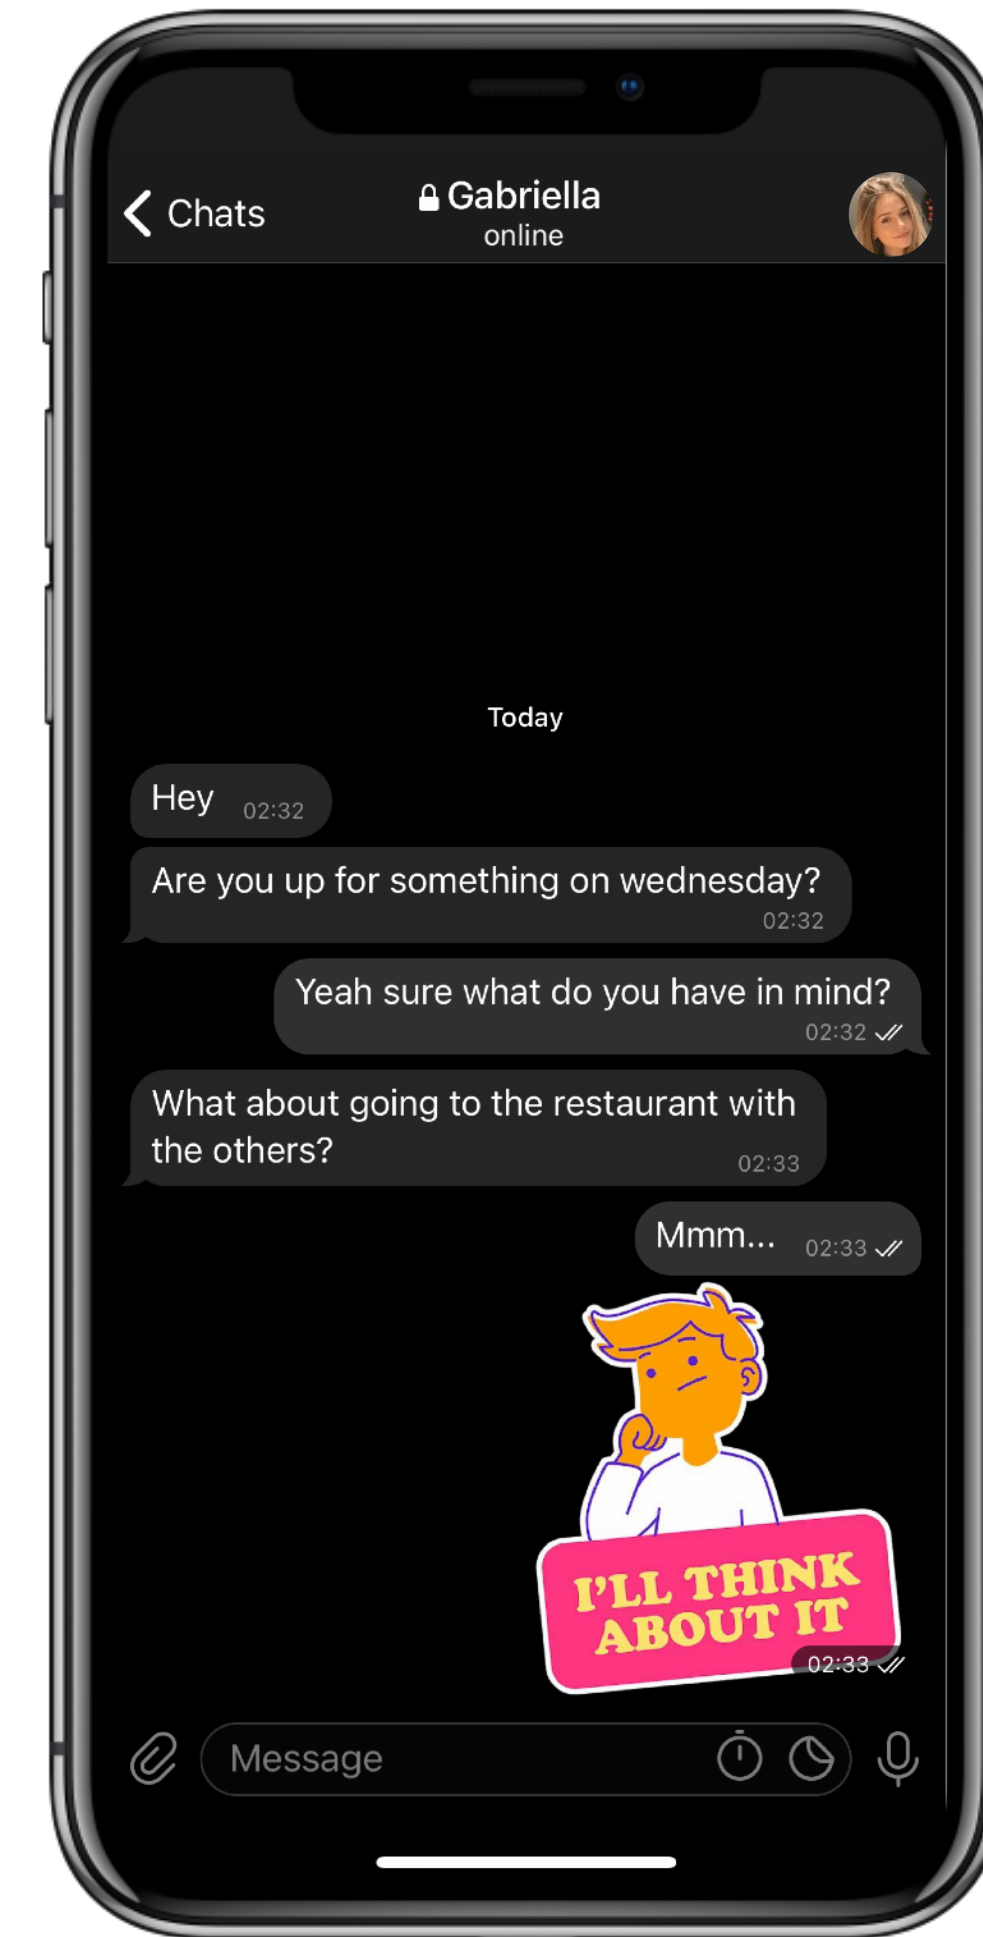 Chats
Gabriella
online
Today
Hey 02:32
Are you up for something on wednesday?
02:32
Yeah sure what do you have in mind?
02:32
What about going to the restaurant with
the others? 02:33
Mmm... 02:33
I'LL THINK
ABOUT IT
02:33
Message